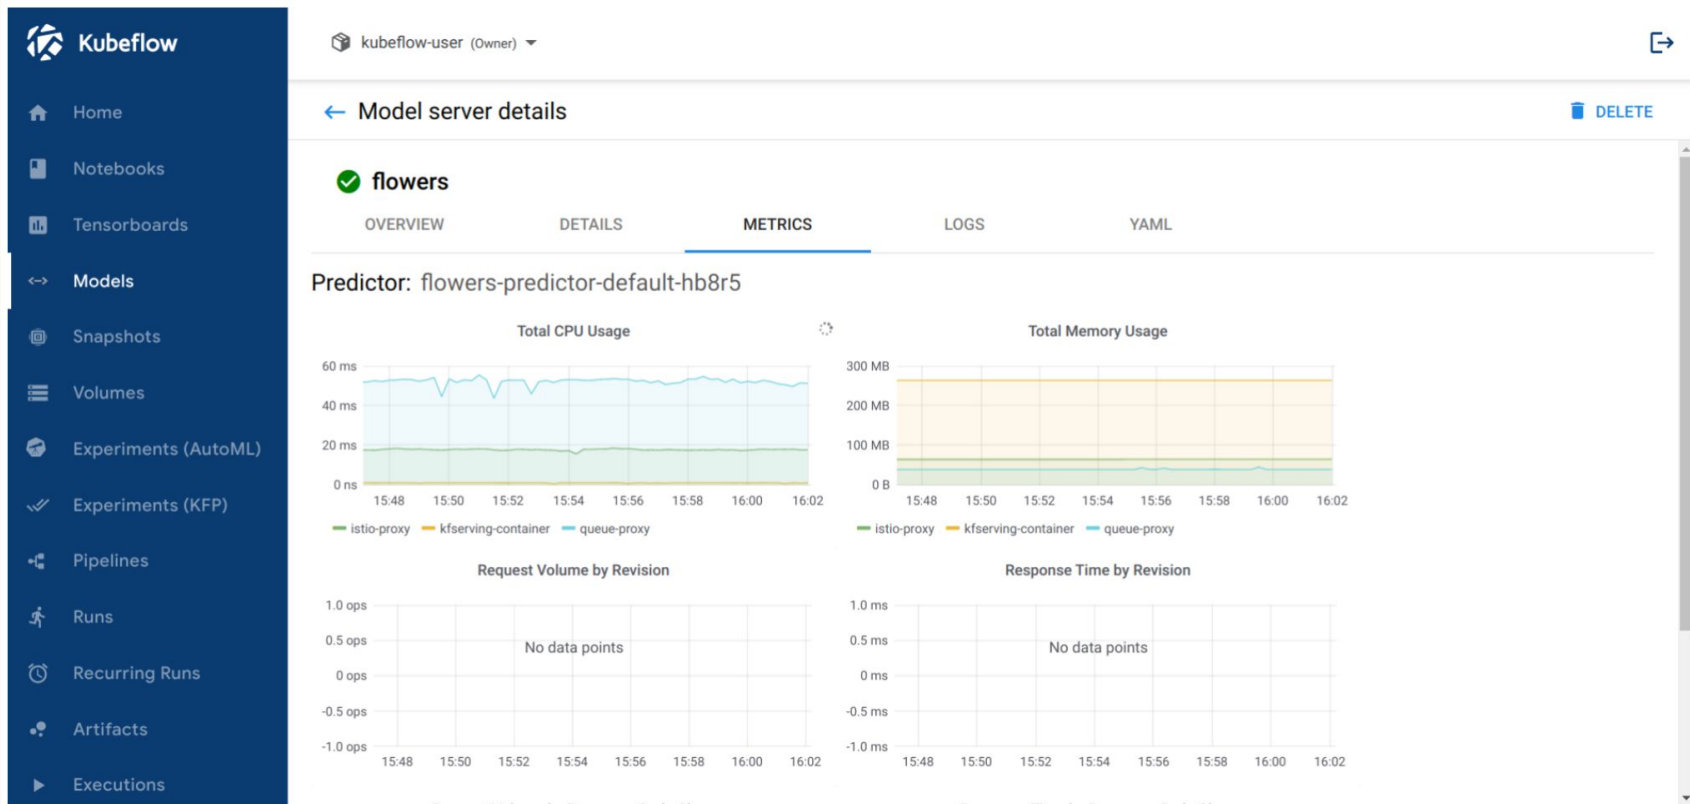 Kubeflow
kubeflow-user (Owner)
Home
Notebooks
Tensorboards
Models
Snapshots
Volumes
Experiments (AutoML)
Experiments (KFP)
Pipelines
Runs
Recurring Runs
Artifacts
Executions
Model server details
DELETE
flowers
OVERVIEW DETAILS METRICS LOGS YAML
Predictor: flowers-predictor-default-hb8r5
Total CPU Usage
60 ms
40 ms
20 ms
0 ns
15:48 15:50 15:52 15:54 15:56 15:58 16:00 16:02
istio-proxy kfserving-container queue-proxy
Total Memory Usage
300 MB
200 MB
100 MB
0 B
15:48 15:50 15:52 15:54 15:56 15:58 16:00 16:02
istio-proxy kfserving-container queue-proxy
Request Volume by Revision
1.0 ops
0.5 ops
No data points
0 ops
-0.5 ops
-1.0 ops
15:48 15:50 15:52 15:54 15:56 15:58 16:00 16:02
Response Time by Revision
1.0 ms
0.5 ms
No data points
0 ms
-0.5 ms
-1.0 ms
15:48 15:50 15:52 15:54 15:56 15:58 16:00 16:02